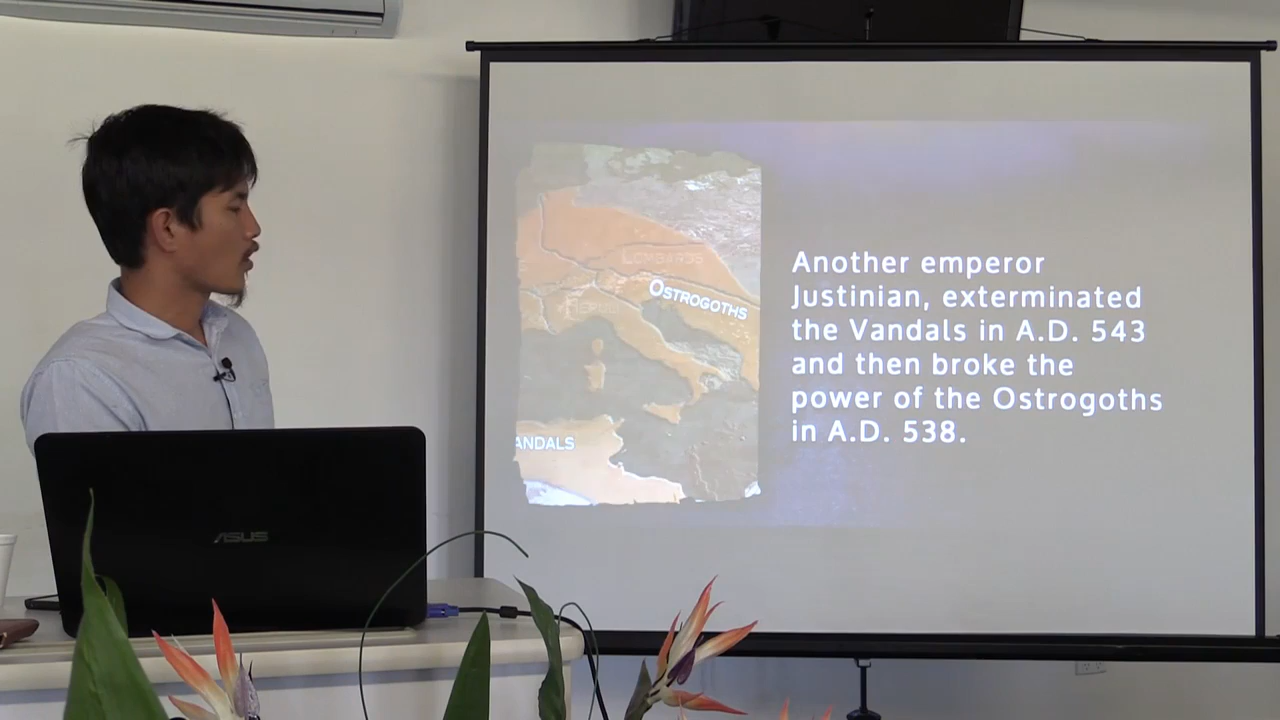 LOMBARDS
OSTROGOTHS
HERULI
ANDALS
Another emperor
Justinian, exterminated
the Vandals in A.D. 543
and then broke the
power of the Ostrogoths
in A.D. 538.
ASUS